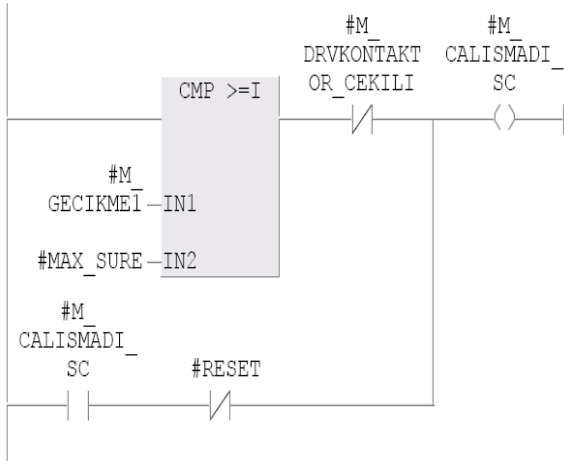 #M_
DRVKONTAKT
OR_CEKILI
#M_
CALISMADI_
SC
CMP >=I
#M_
GECIKME1
IN1
#MAX_SURE
IN2
#M_
CALISMADI_
SC
#RESET